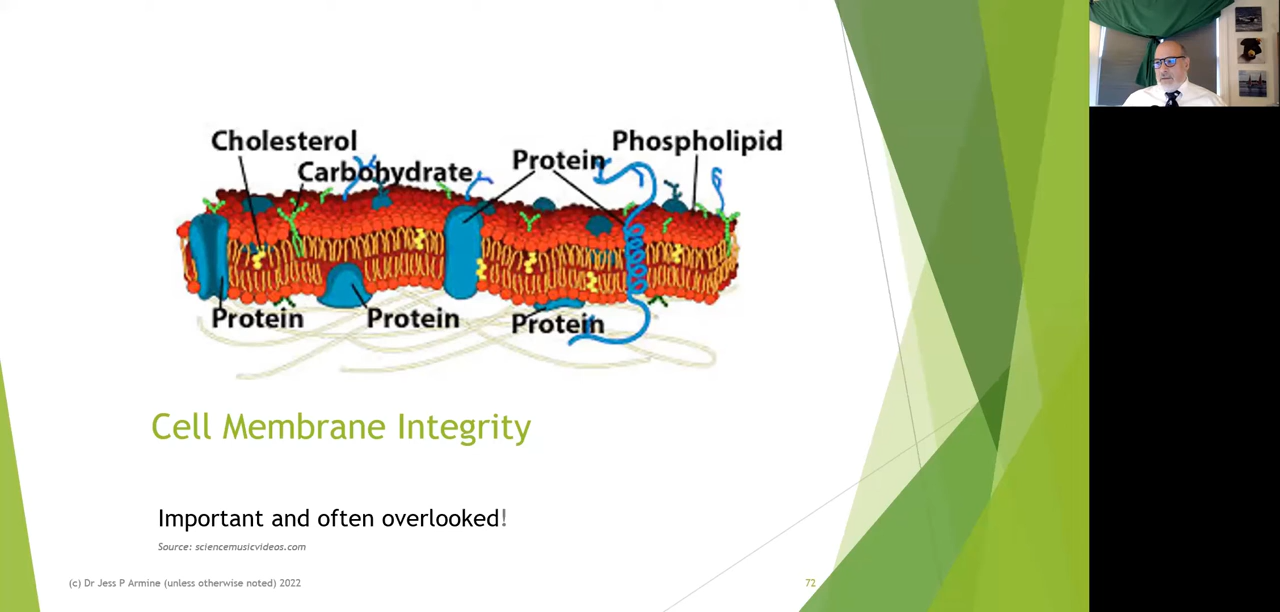 Cholesterol
Phospholipid
Carbohydrate
Protein
Protein
Protein
Protein
Cell Membrane Integrity
Important and often overlooked!
Source: sciencemusicvideos.com
(c) Dr Jess P Armine (unless otherwise noted) 2022
72